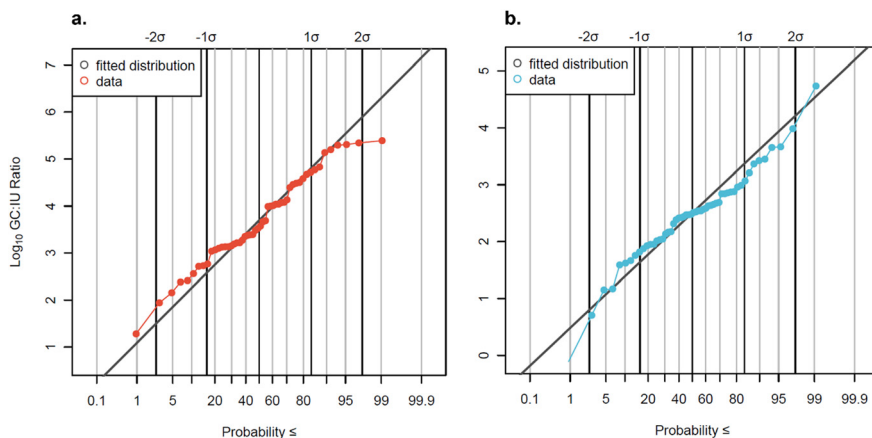 a.
-2σ -1σ 1σ 2σ
fitted distribution
data
Log10 GC:IU Ratio
7
6
5
4
3
2
1
0.1 1 5 20 40 60 80 95 99 99.9
Probability ≤
b.
-2σ -1σ 1σ 2σ
fitted distribution
data
5
4
3
2
1
0
0.1 1 5 20 40 60 80 95 99 99.9
Probability ≤